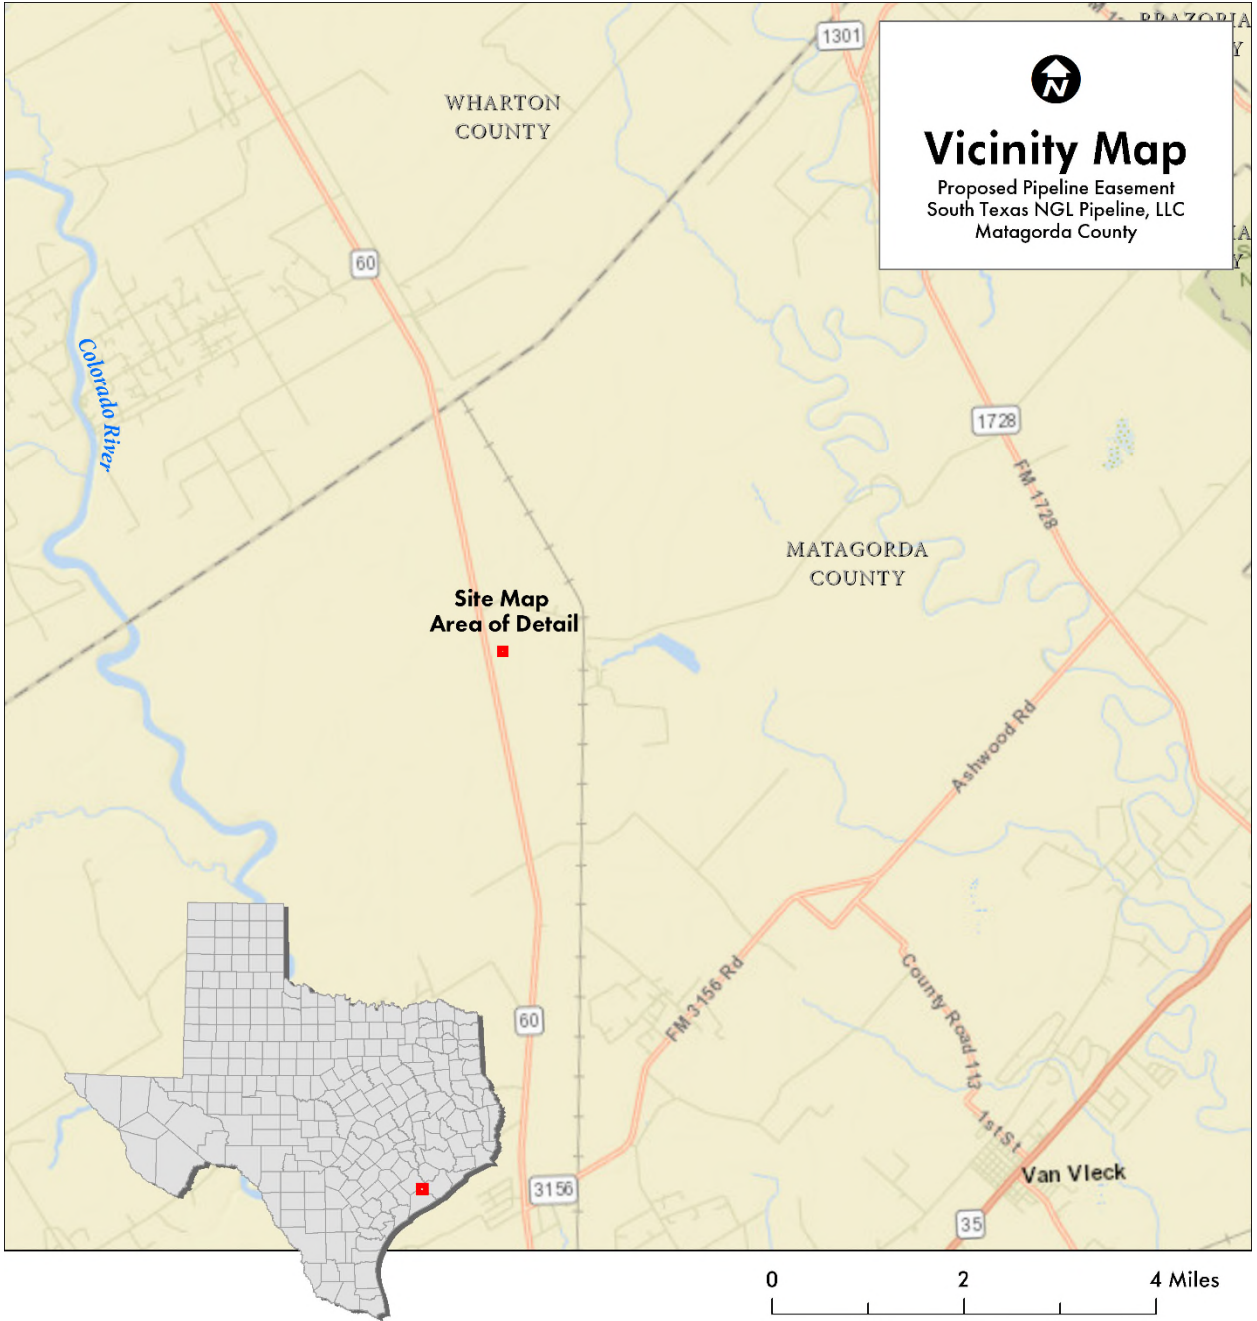 BRAZORIA
1301
N
Vicinity Map
Proposed Pipeline Easement
South Texas NGL Pipeline, LLC
Matagorda County
WHARTON
COUNTY
60
Colorado River
1728
FM 1728
MATAGORDA
COUNTY
Site Map
Area of Detail
Ashwood Rd
FM 3156 Rd
County Road 113
60
1st St
3156
Van Vleck
35
0
2
4 Miles